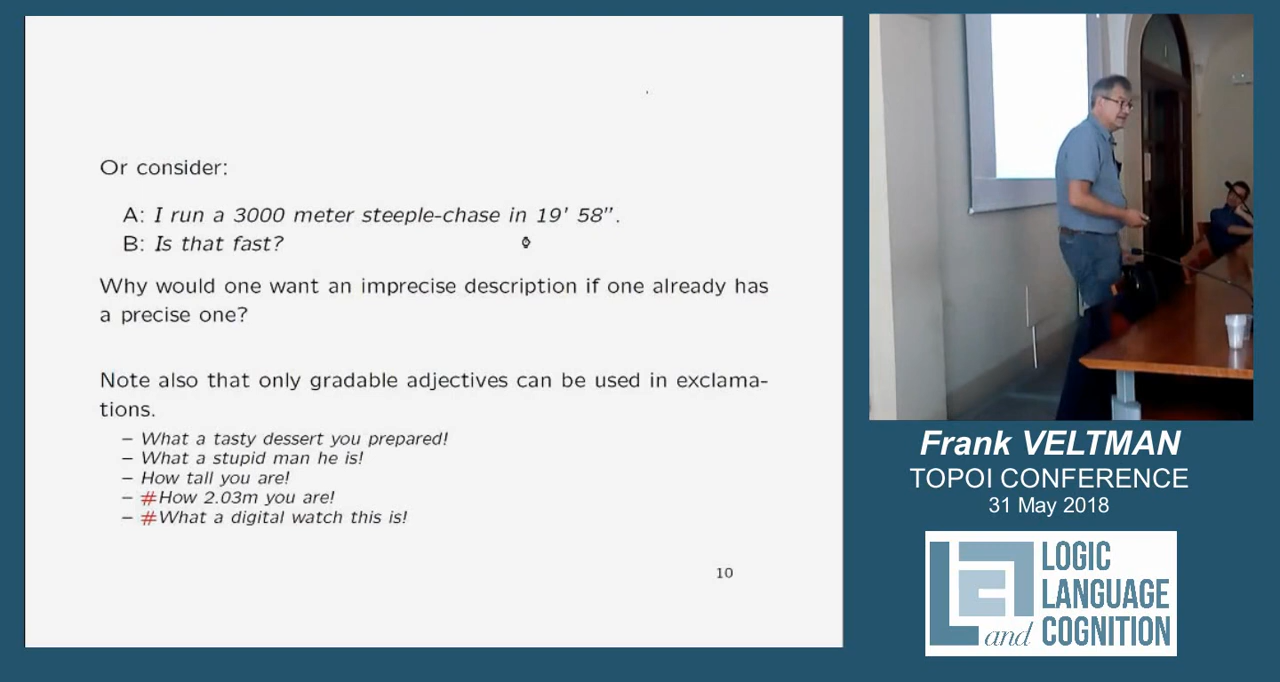 Or consider:
A: I run a 3000 meter steeple-chase in 19' 58".
B: Is that fast?
Why would one want an imprecise description if one already has
a precise one?
Note also that only gradable adjectives can be used in exclama-
tions.
– What a tasty dessert you prepared!
– What a stupid man he is!
– How tall you are!
– #How 2.03m you are!
– #What a digital watch this is!
10
Frank VELTMAN
TOPOI CONFERENCE
31 May 2018
LOGIC
LANGUAGE
and COGNITION